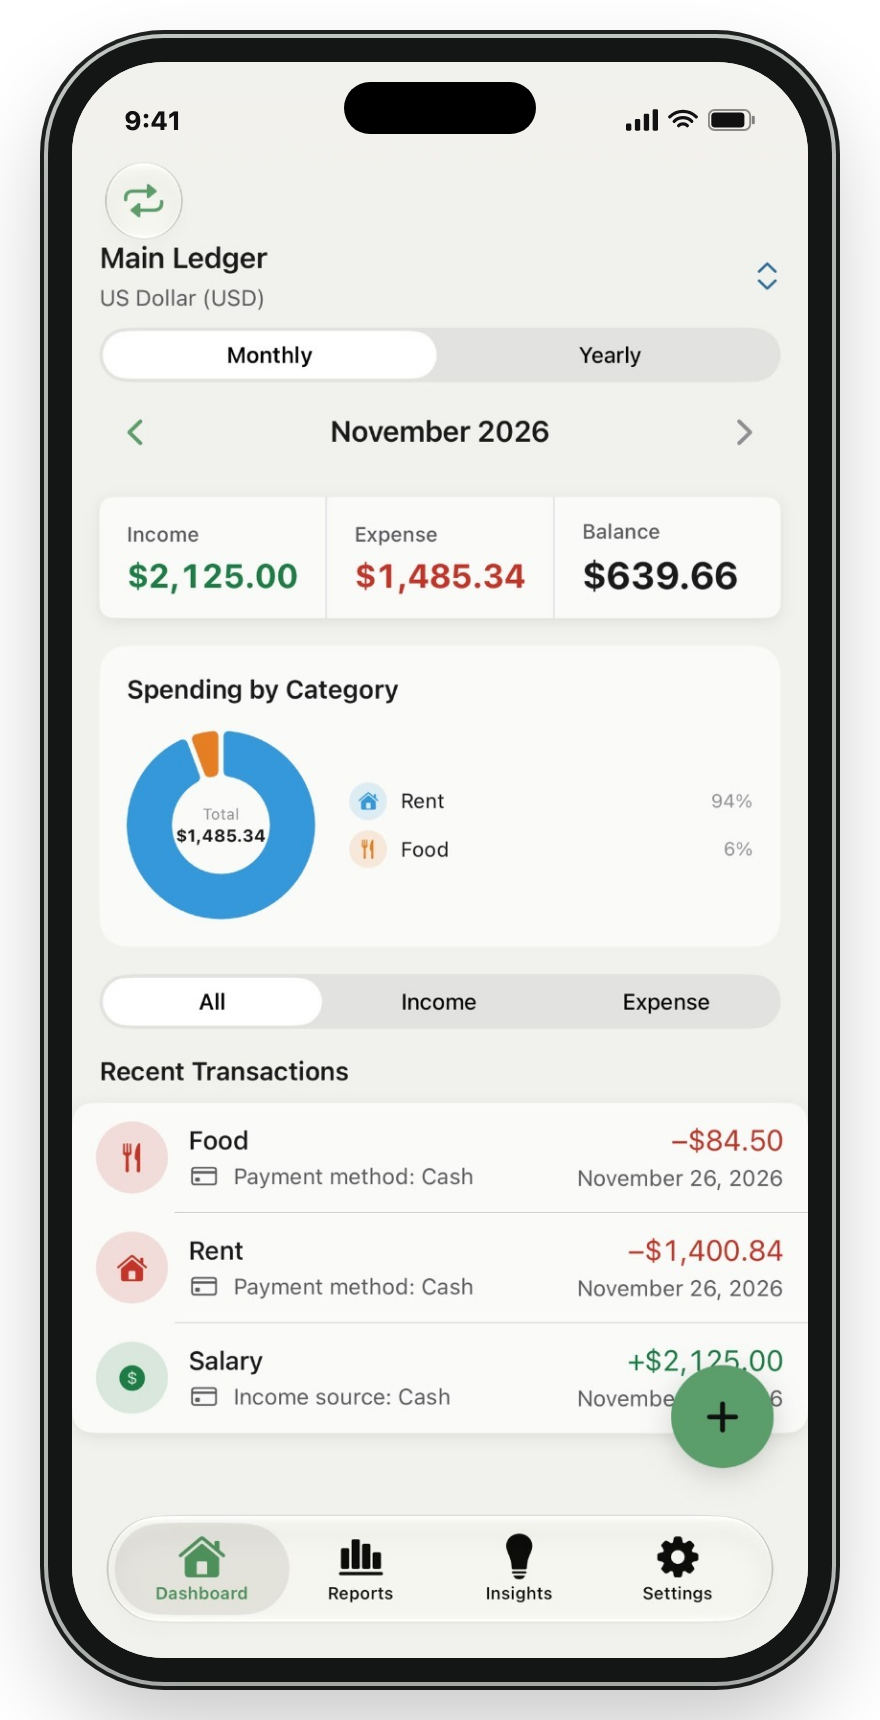 9:41
Main Ledger
US Dollar (USD)
Monthly Yearly
November 2026
Income Expense Balance
$2,125.00 $1,485.34 $639.66
Spending by Category
Total
$1,485.34
Rent 94%
Food 6%
All Income Expense
Recent Transactions
Food –$84.50
Payment method: Cash November 26, 2026
Rent –$1,400.84
Payment method: Cash November 26, 2026
Salary +$2,125.00
Income source: Cash
Dashboard Reports Insights Settings